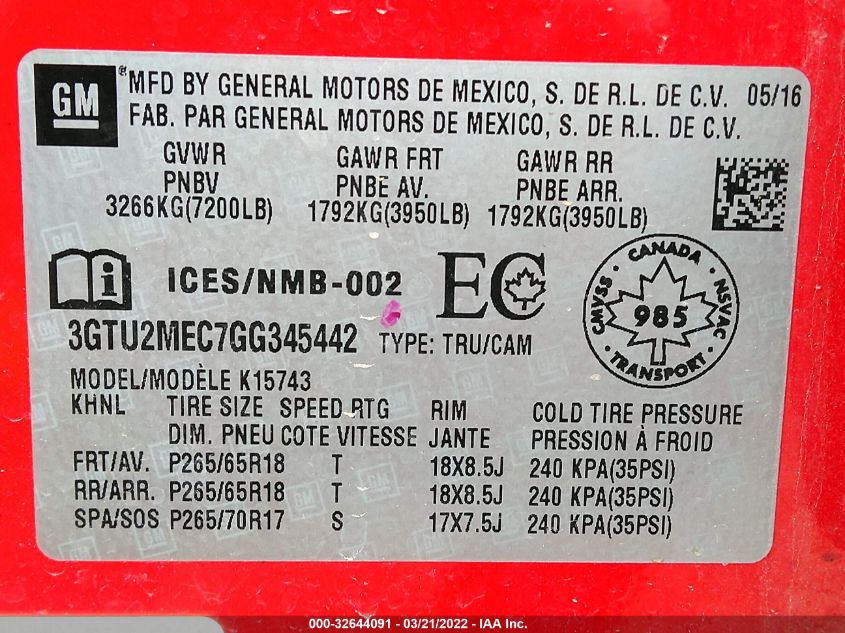 GM ® MFD BY GENERAL MOTORS DE MEXICO, S. DE R.L. DE C.V. 05/16
FAB. PAR GENERAL MOTORS DE MEXICO, S. DE R.L. DE C.V.
GVWR GAWR FRT GAWR RR
PNBV PNBE AV. PNBE ARR.
3266KG(7200LB) 1792KG(3950LB) 1792KG(3950LB)
i ICES/NMB-002 EC
CANADA
CMVSS 985 NSVAC
TRANSPORT
3GTU2MEC7GG345442 TYPE: TRU/CAM
MODEL/MODÈLE K15743
KHNL TIRE SIZE SPEED RTG RIM COLD TIRE PRESSURE
DIM. PNEU COTE VITESSE JANTE PRESSION À FROID
FRT/AV. P265/65R18 T 18X8.5J 240 KPA(35PSI)
RR/ARR. P265/65R18 T 18X8.5J 240 KPA(35PSI)
SPA/SOS P265/70R17 S 17X7.5J 240 KPA(35PSI)
000-32644091 - 03/21/2022 - IAA Inc.